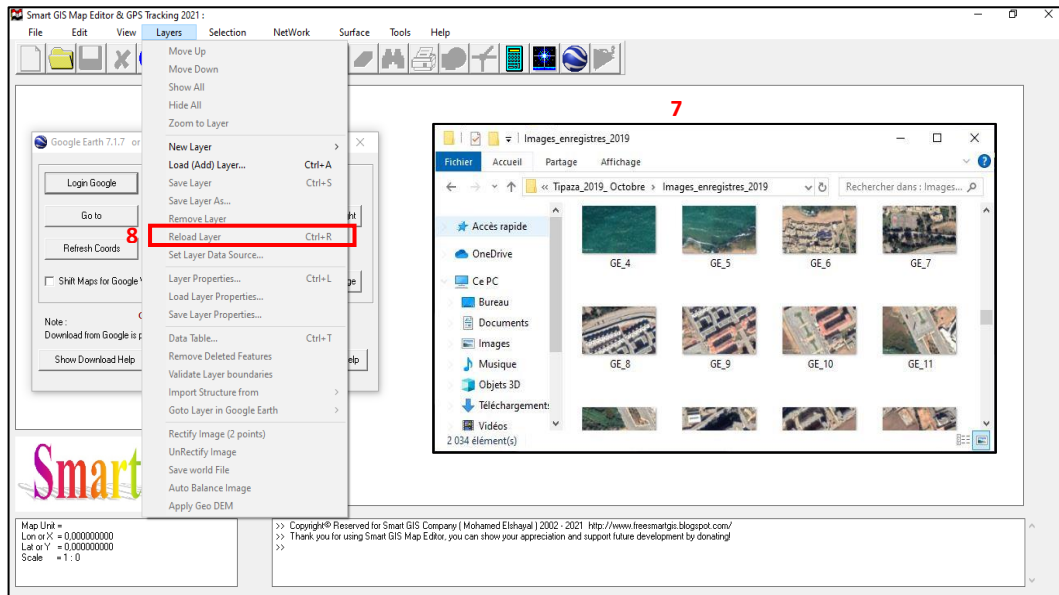 Smart GIS Map Editor & GPS Tracking 2021 :
File Edit View Layers Selection NetWork Surface Tools Help
Move Up
Move Down
Show All
Hide All
Zoom to Layer
New Layer
Load (Add) Layer... Ctrl+A
Save Layer Ctrl+S
Save Layer As...
Remove Layer
Reload Layer Ctrl+R
Set Layer Data Source...
Layer Properties... Ctrl+L
Load Layer Properties...
Save Layer Properties...
Data Table... Ctrl+T
Remove Deleted Features
Validate Layer boundaries
Import Structure from
Goto Layer in Google Earth
Rectify Image (2 points)
UnRectify Image
Save world File
Auto Balance Image
Apply Geo DEM
8
Google Earth 7.1.7 or
Login Google
Go to
Refresh Coords
Shift Maps for Google
Note :
Download from Google is
Show Download Help
7
Images_enregistres_2019
Fichier Accueil Partage Affichage
« Tipaza_2019_ Octobre > Images_enregistres_2019
Rechercher dans : Images...
Accès rapide
OneDrive
Ce PC
Bureau
Documents
Images
Musique
Objets 3D
Téléchargements
Vidéos
GE_4 GE_5 GE_6 GE_7
GE_8 GE_9 GE_10 GE_11
2 034 élément(s)
Smart
Map Unit =
Lon or X = 0,000000000
Lat or Y = 0,000000000
Scale = 1 : 0
>> Copyright© Reserved for Smart GIS Company ( Mohamed Elshayal ) 2002 - 2021 http://www.freesmartgis.blogspot.com/
>> Thank you for using Smart GIS Map Editor, you can show your appreciation and support future development by donating!
>>